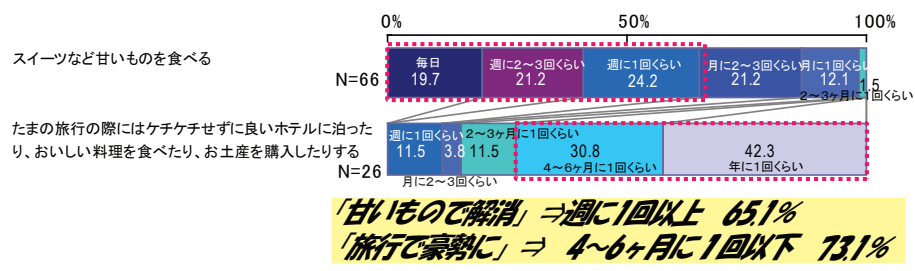 0% 50% 100%
スイーツなど甘いものを食べる
毎日 週に2～3回くらい 週に1回くらい 月に2～3回くらい 月に1回くらい
N=66 19.7 21.2 24.2 21.2 12.1 1.5
2～3ヶ月に1回くらい
たまの旅行の際にはケチケチせずに良いホテルに泊った
り、おいしい料理を食べたり、お土産を購入したりする
週に1回くらい 2～3ヶ月に1回くらい
N=26 11.5 3.8 11.5 30.8 42.3
4～6ヶ月に1回くらい 年に1回くらい
月に2～3回くらい
「甘いもので解消」⇒週に1回以上 65.1%
「旅行で豪勢に」⇒ 4～6ヶ月に1回以下 73.1%